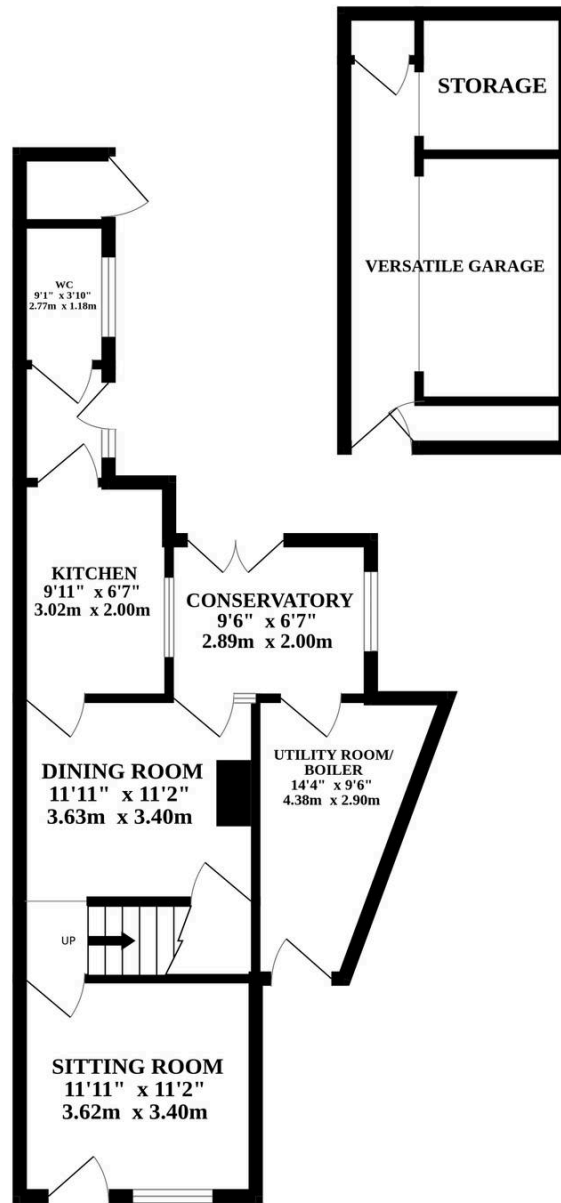 STORAGE
VERSATILE GARAGE
WC
9'1" x 3'10"
2.77m x 1.18m
KITCHEN
9'11" x 6'7"
3.02m x 2.00m
CONSERVATORY
9'6" x 6'7"
2.89m x 2.00m
DINING ROOM
11'11" x 11'2"
3.63m x 3.40m
UTILITY ROOM/
BOILER
14'4" x 9'6"
4.38m x 2.90m
UP
SITTING ROOM
11'11" x 11'2"
3.62m x 3.40m